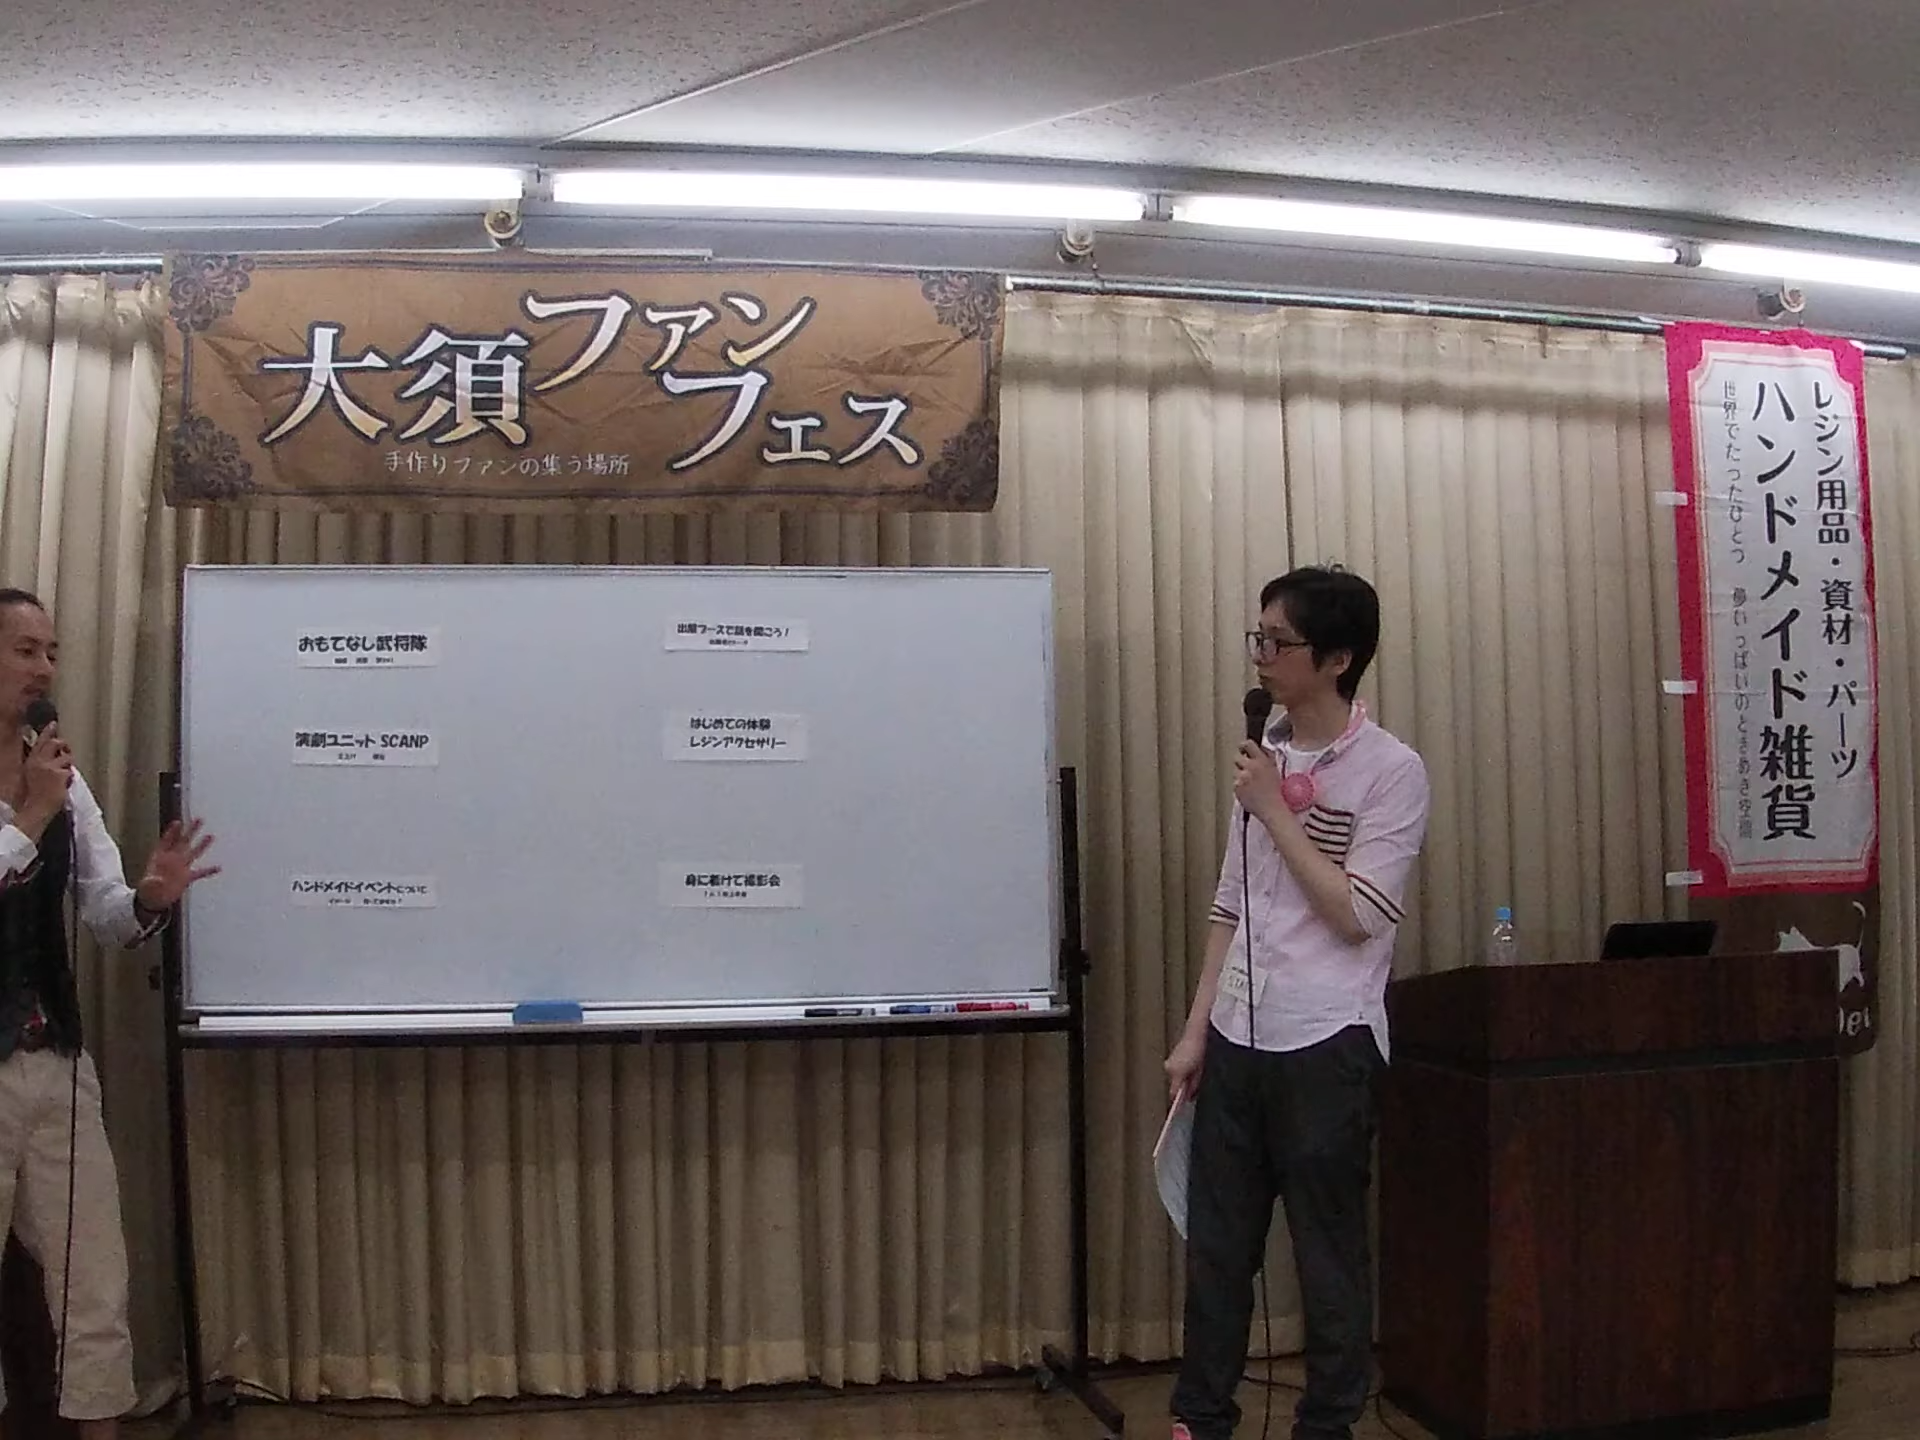 大須ファンフェス
手作りファンの集う場所
おもてなし武将隊
演劇ユニット SCANP
ハンドメイドイベントについて
出展ブースで話を聞こう!
はじめての体験
レジンアクセサリー
身に着けて撮影会
レジン用品・資材・パーツ
ハンドメイド雑貨
世界でたったひとつ 夢いっぱいのときめき空間